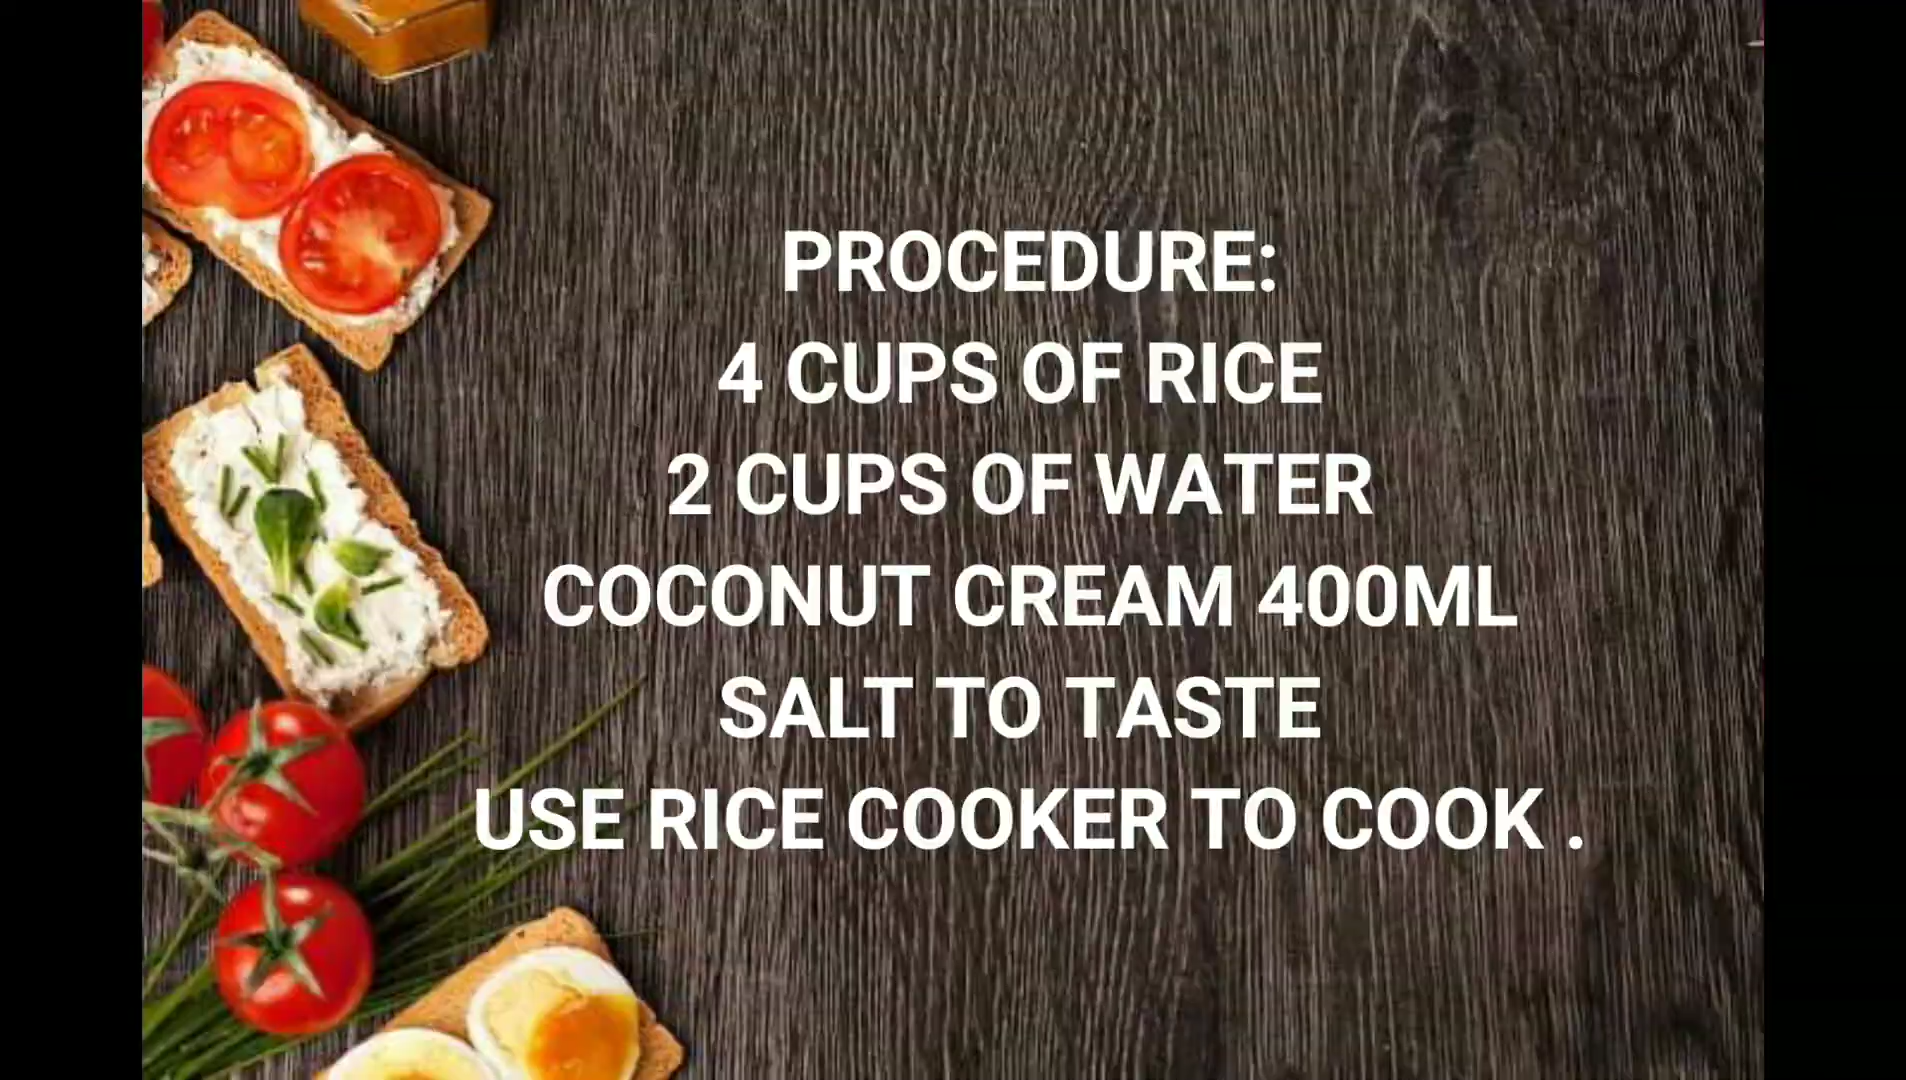 PROCEDURE:
4 CUPS OF RICE
2 CUPS OF WATER
COCONUT CREAM 400ML
SALT TO TASTE
USE RICE COOKER TO COOK .